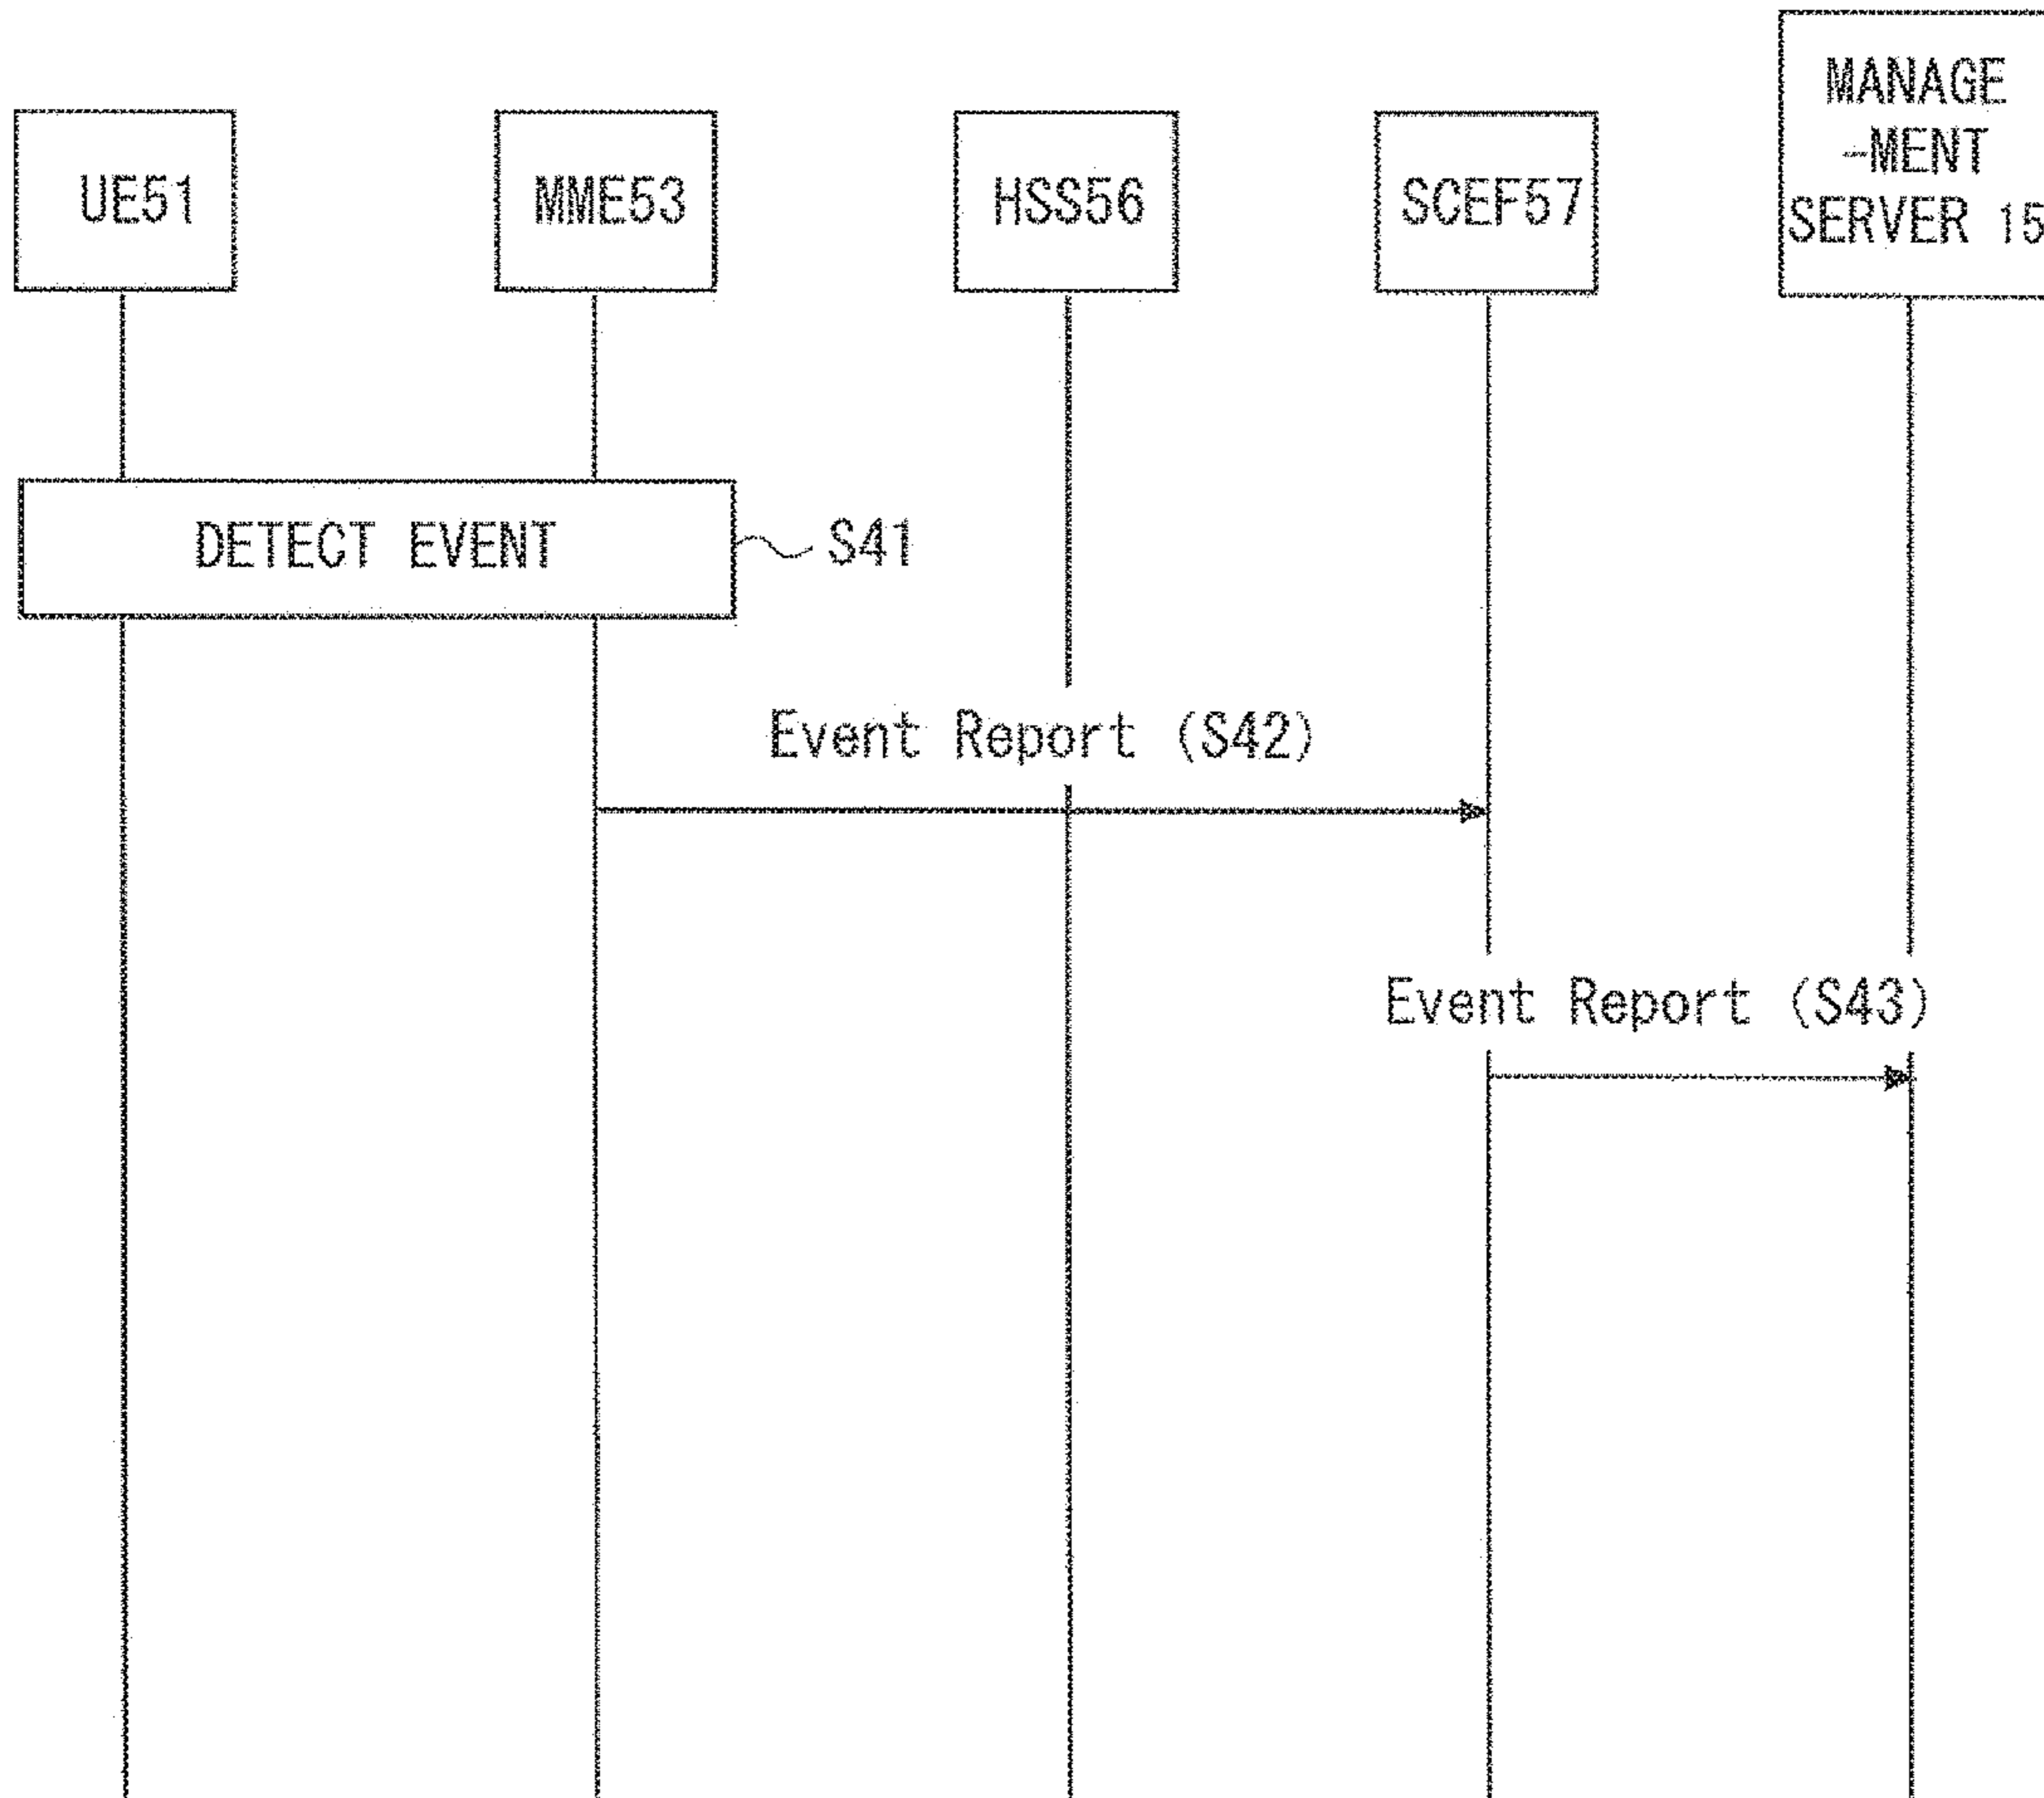 UE51
MME53
HSS56
SCEF57
MANAGE
-MENT
SERVER 15
DETECT EVENT
S41
Event Report (S42)
Event Report (S43)